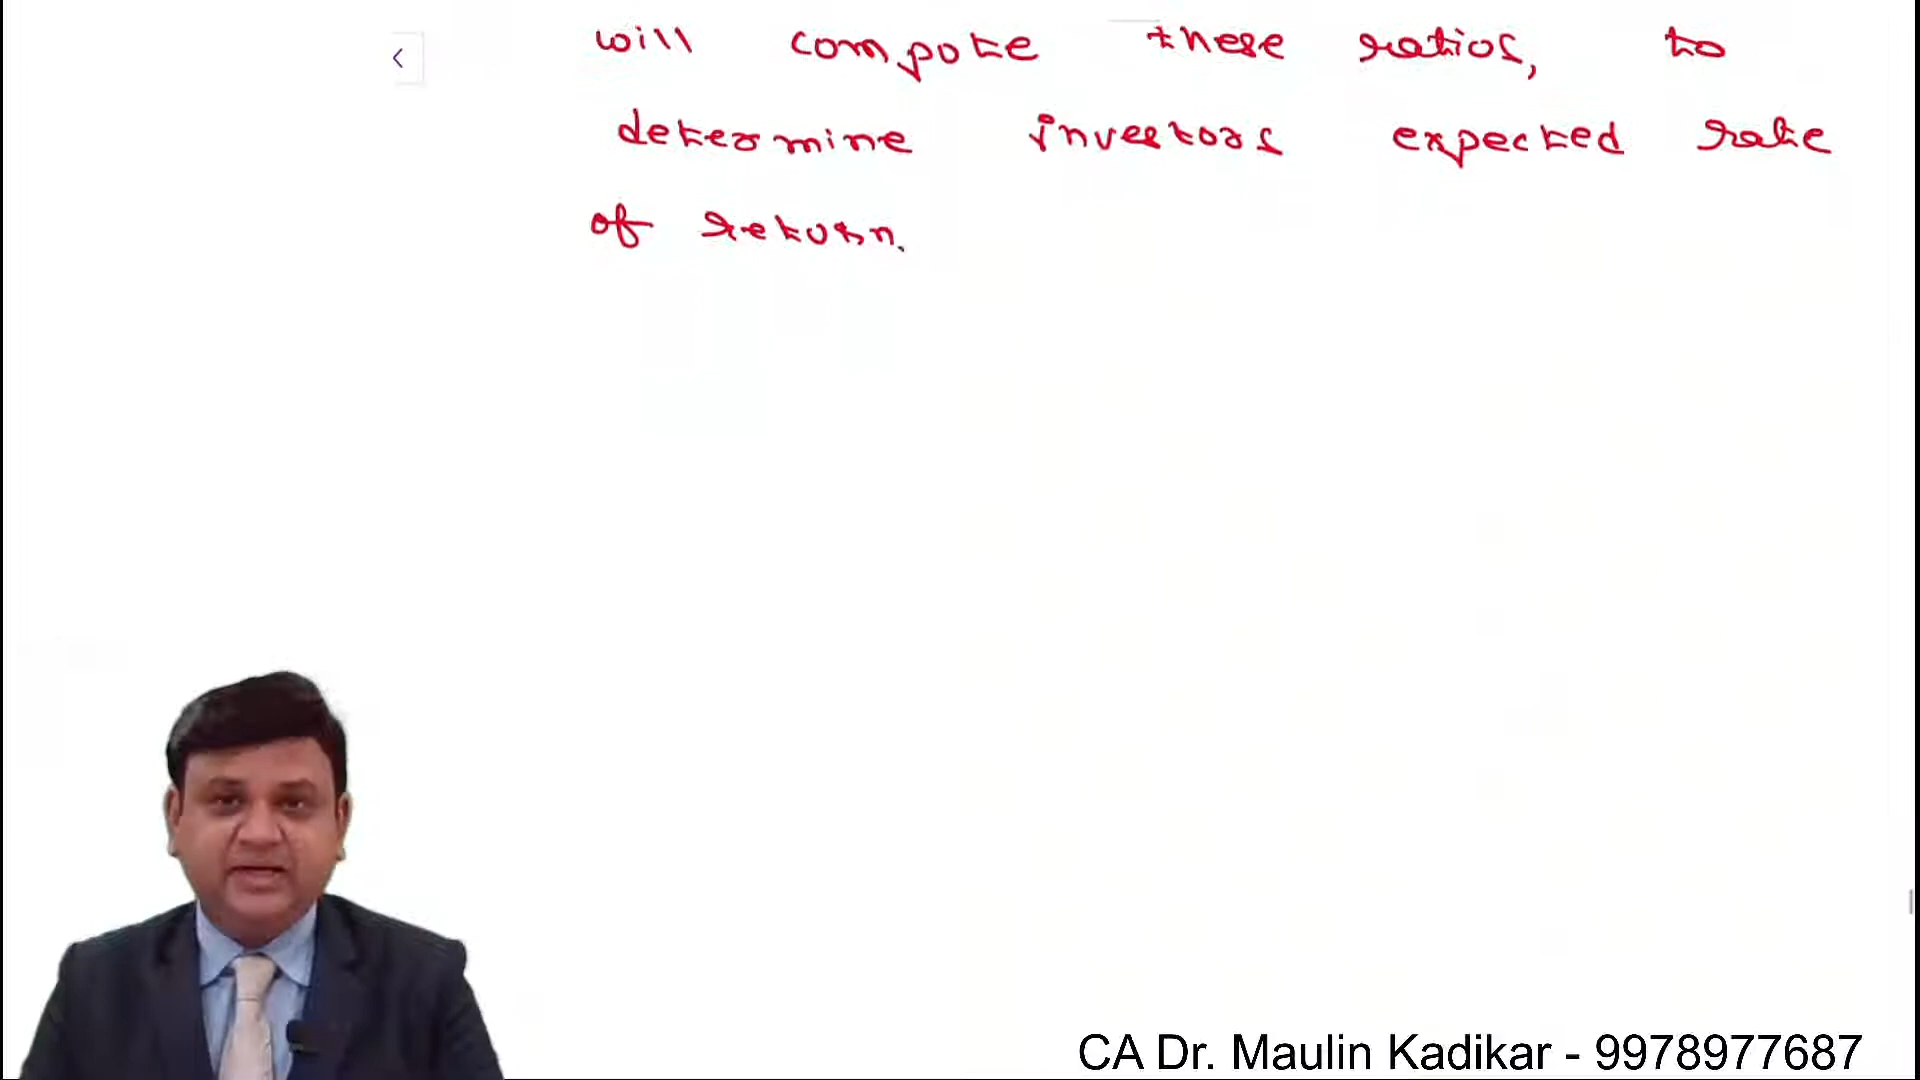 will compute these ratios, to
determine investors expected rate
of return.
CA Dr. Maulin Kadikar - 9978977687